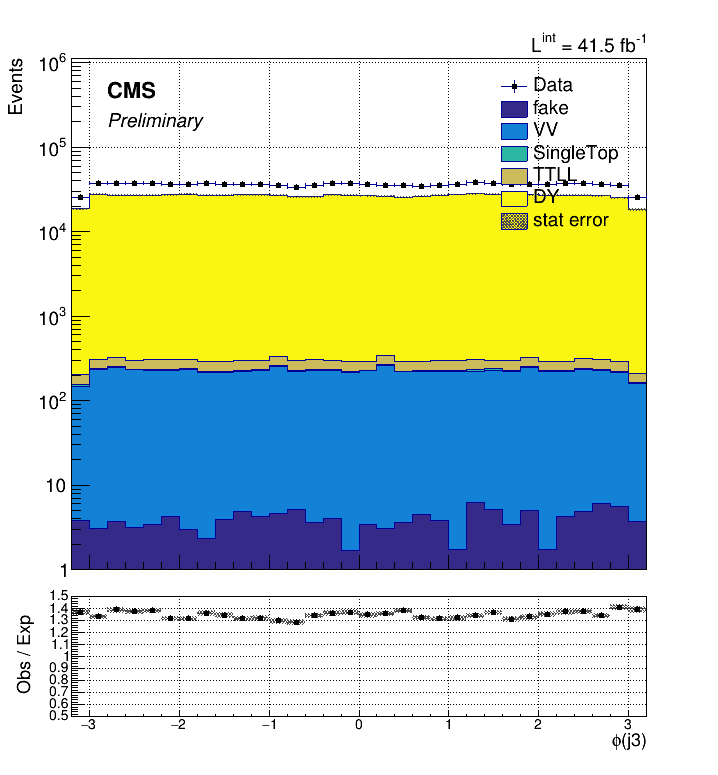 L^int = 41.5 fb^-1
Events
10^6
10^5
10^4
10^3
10^2
10
1
CMS
Preliminary
Data
fake
VV
SingleTop
TTLL
DY
stat error
Obs / Exp
1.5
1.4
1.3
1.2
1.1
1
0.9
0.8
0.7
0.6
0.5
−3 −2 −1 0 1 2 3
ϕ(j3)